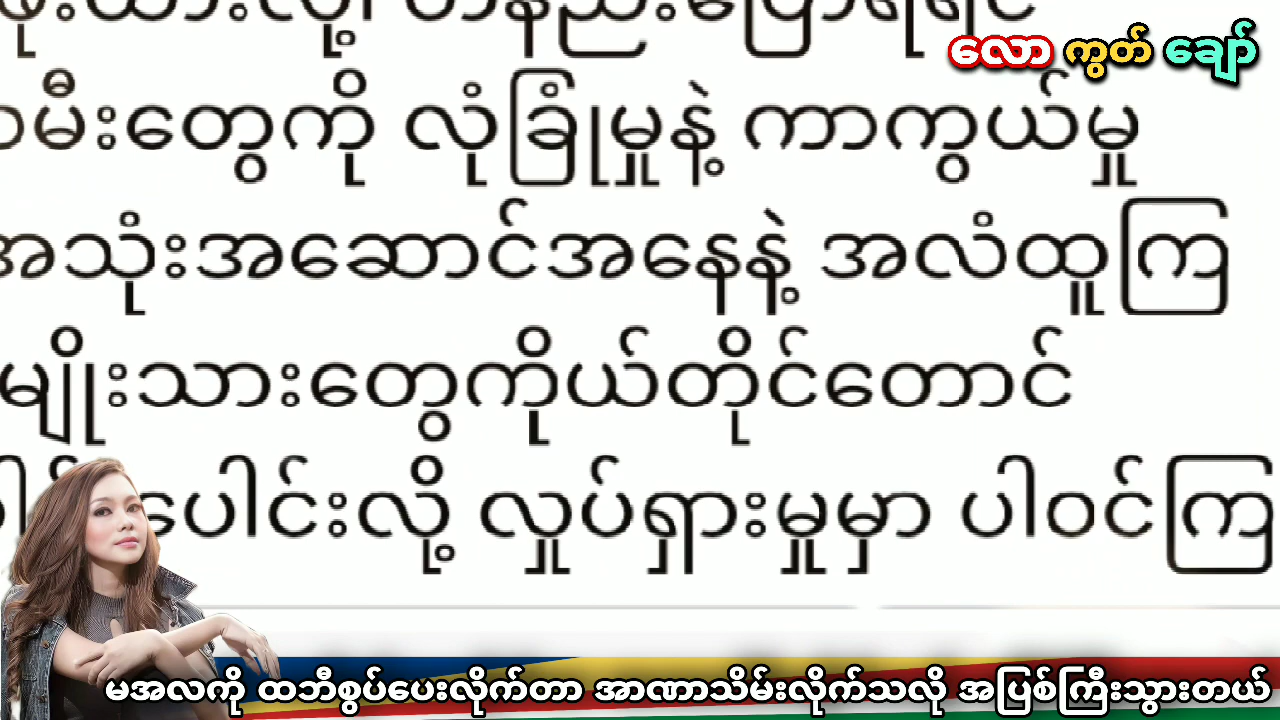 လော ကွတ် ချော်
မီးတွေကို လုံခြုံမှုနဲ့ ကာကွယ်မှု
အသုံးအဆောင်အနေနဲ့ အလံထူကြ
မျိုးသားတွေကိုယ်တိုင်တောင်
ပေါင်းလို့ လှုပ်ရှားမှုမှာ ပါဝင်ကြ
မအလကို ထဘီစွပ်ပေးလိုက်တာ အာဏာသိမ်းလိုက်သလို အပြစ်ကြီးသွားတယ်